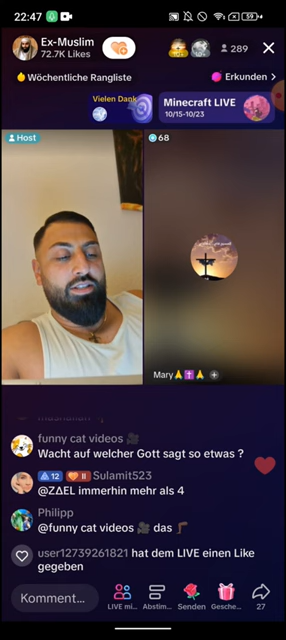 22:47
59
Ex-Muslim
72.7K Likes
289
Wöchentliche Rangliste
Erkunden >
Vielen Dank
Minecraft LIVE
10/15-10/23
Host
68
Mary🙏✝️🙏
funny cat videos 🎥
Wacht auf welcher Gott sagt so etwas ?
12 II Sulamit523
@ZΔEL immerhin mehr als 4
Philipp
@funny cat videos 🎥 das 🦵🏿
user12739261821 hat dem LIVE einen Like
gegeben
Komment...
LIVE mi...
Abstim...
Senden
Gesche...
27